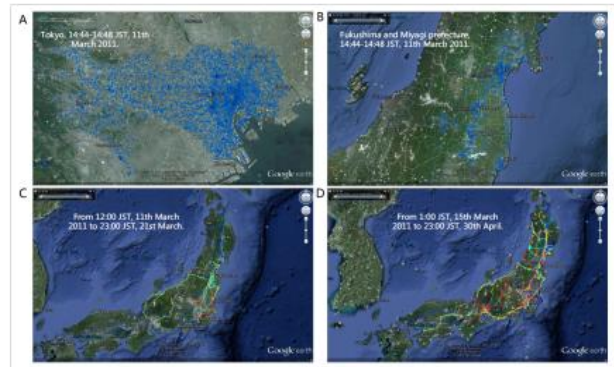 A
Tokyo, 14:44-14:48 JST, 11th
March 2011.
Google earth
B
Fukushima and Miyagi prefecture,
14:44-14:48 JST, 11th March 2011.
Google earth
C
From 12:00 JST, 11th March
2011 to 23:00 JST, 21st March.
Google earth
D
From 1:00 JST, 15th March
2011 to 23:00 JST, 30th April.
Google earth